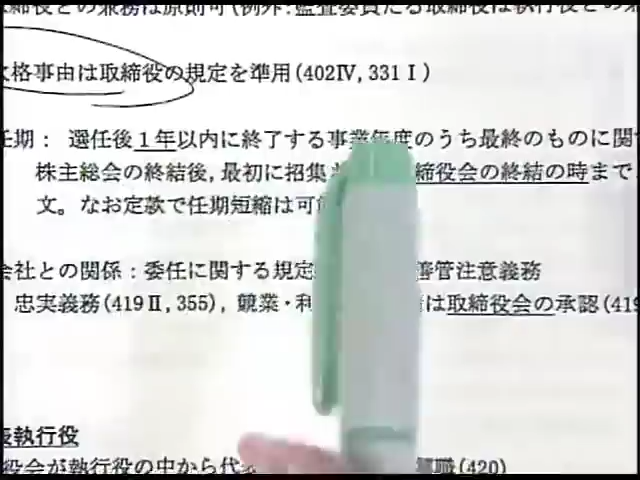 締役との兼務は原則可(例外:監査委員たる取締役は執行役との兼
欠格事由は取締役の規定を準用(402Ⅳ, 331Ⅰ)
任期： 選任後1年以内に終了する事業年度のうち最終のものに関
株主総会の終結後,最初に招集 締役会の終結の時まで
文。なお定款で任期短縮は可
会社との関係：委任に関する規定 善管注意義務
忠実義務(419Ⅱ, 355), 競業・利 は取締役会の承認(419
表執行役
役会が執行役の中から代 職(420)